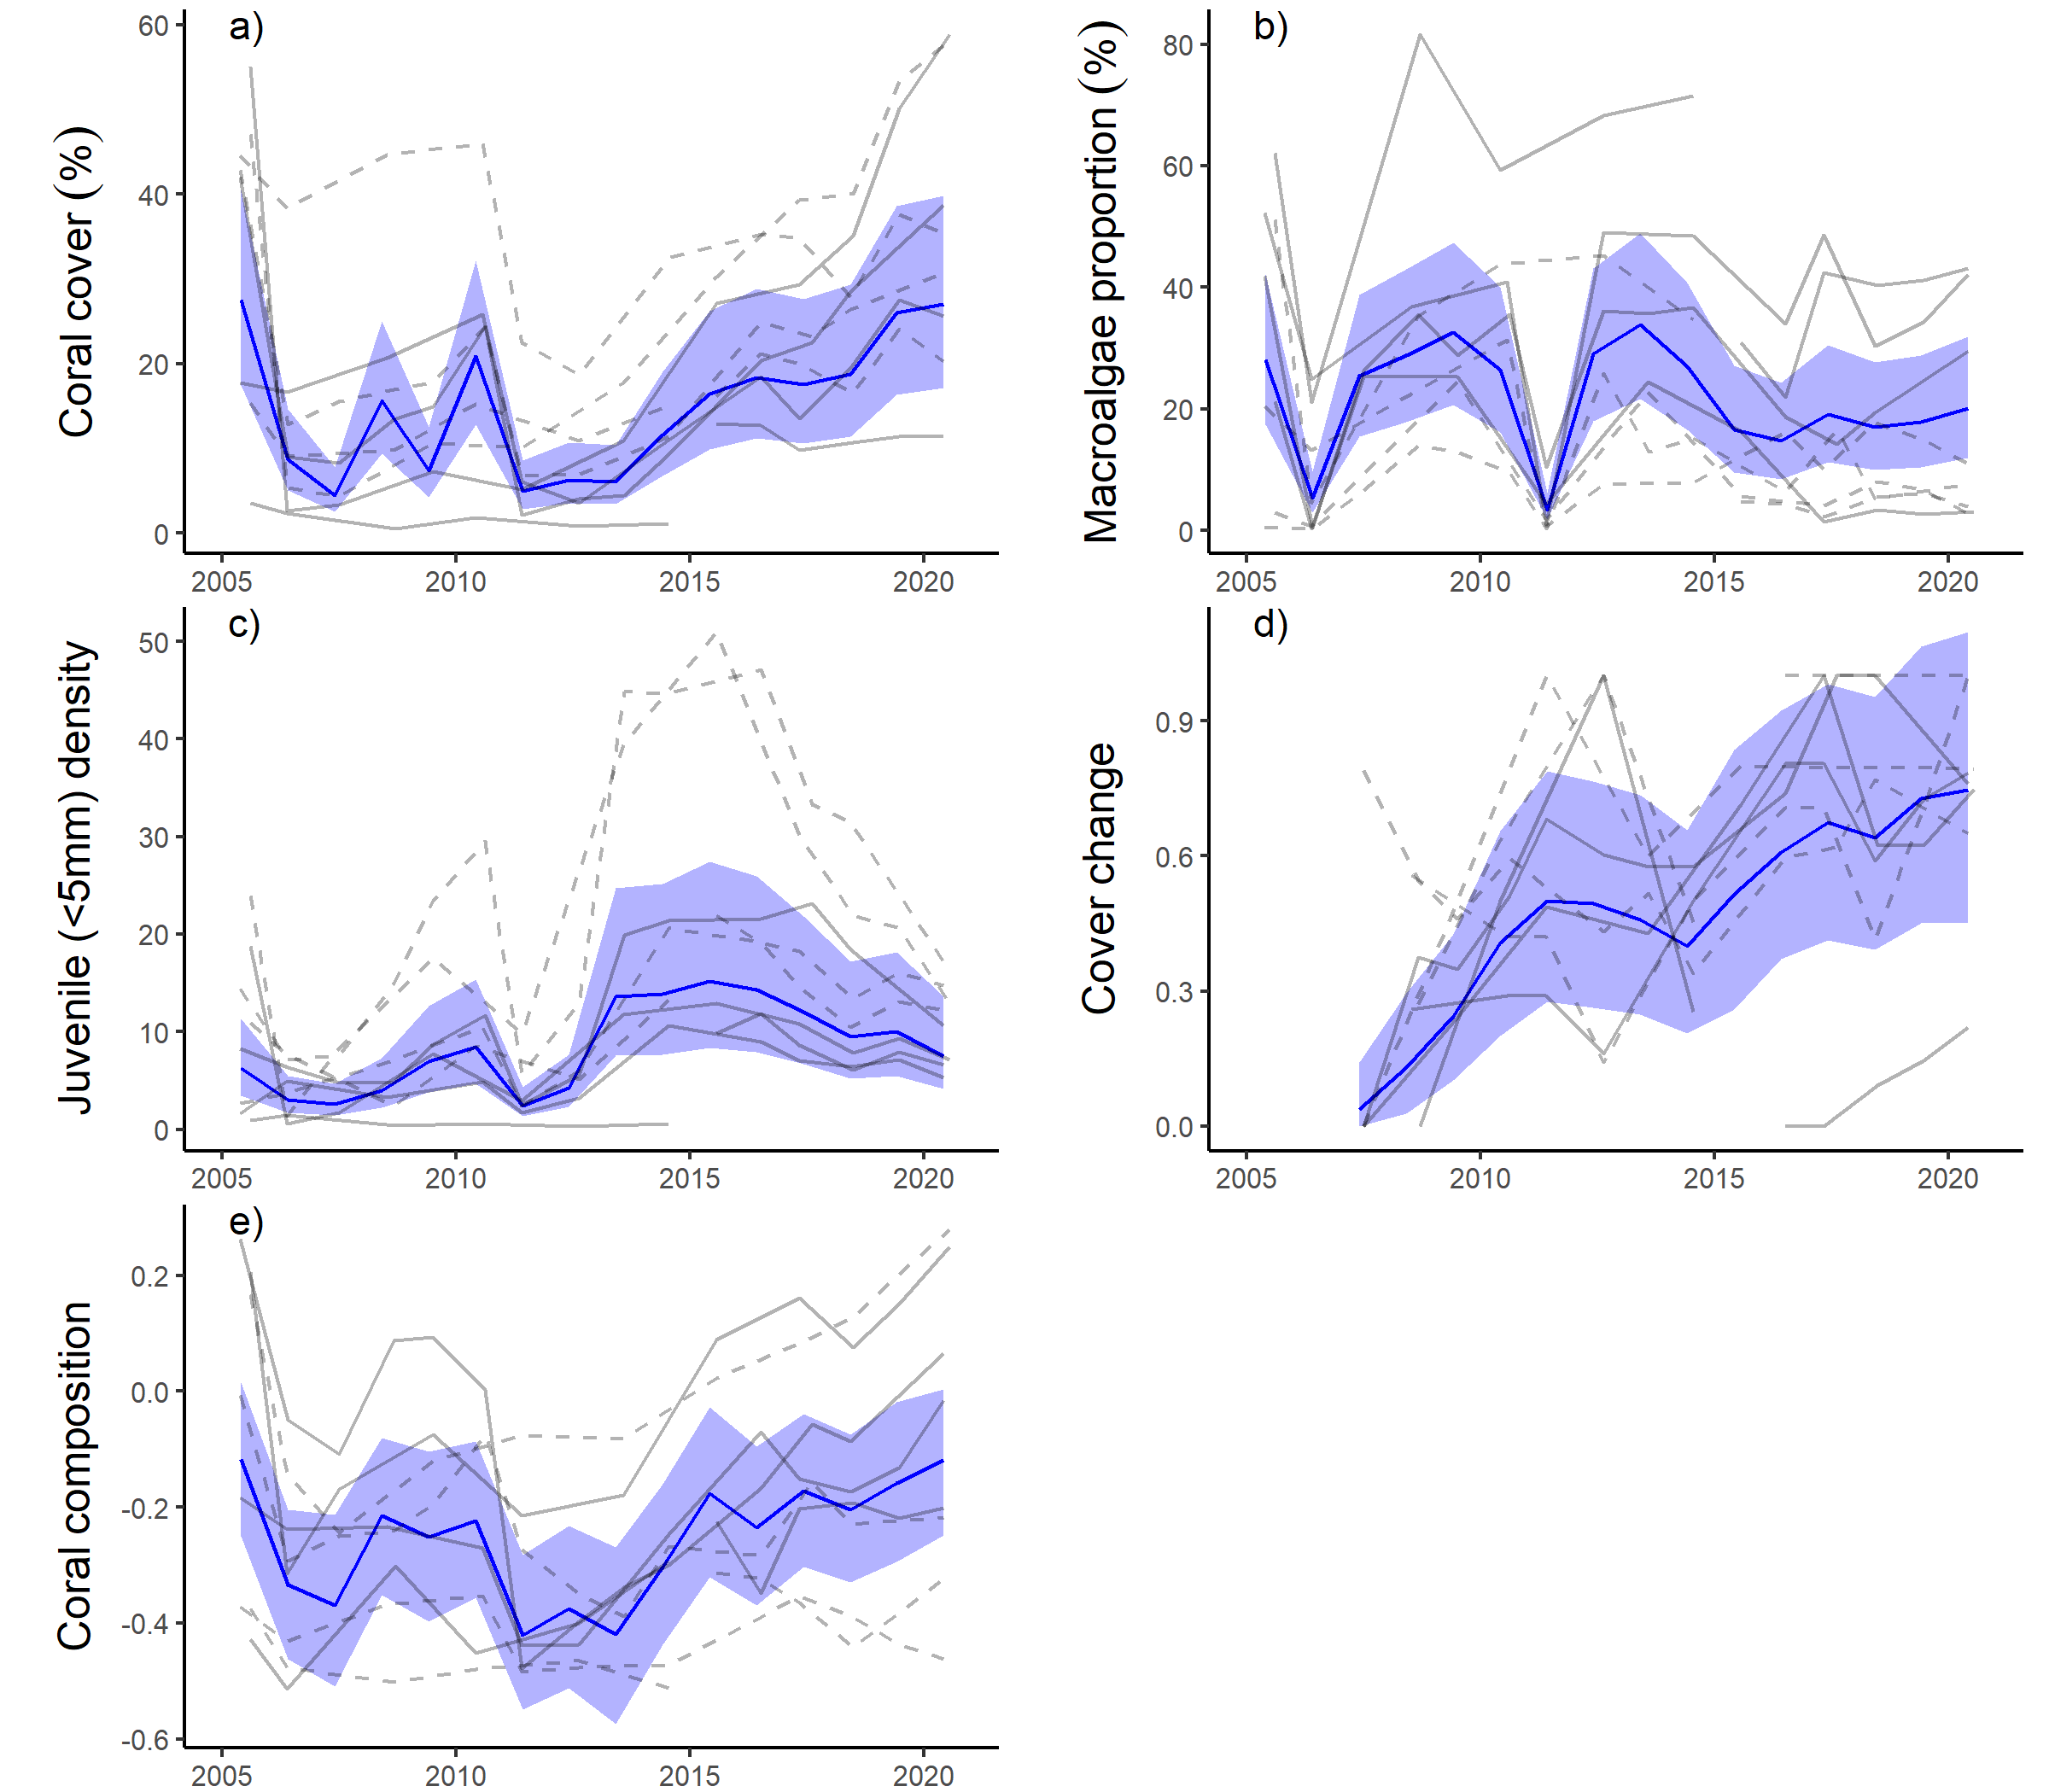 a)
Coral cover (%)
60
40
20
0
2005 2010 2015 2020
b)
Macroalgae proportion (%)
80
60
40
20
0
2005 2010 2015 2020
c)
Juvenile (<5mm) density
50
40
30
20
10
0
2005 2010 2015 2020
d)
Cover change
0.9
0.6
0.3
0.0
2005 2010 2015 2020
e)
Coral composition
0.2
0.0
-0.2
-0.4
-0.6
2005 2010 2015 2020